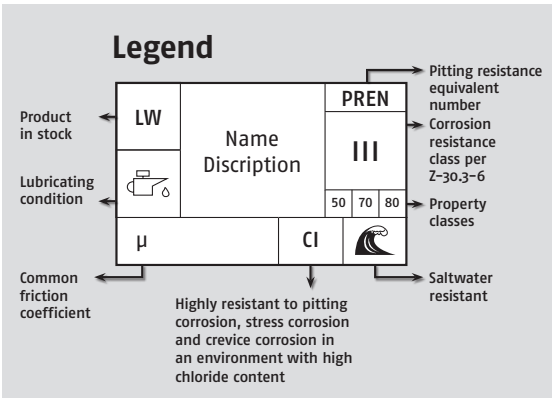 Legend
Product
in stock
LW
Name
Discription
PREN
III
50 70 80
Lubricating
condition
µ
CI
Pitting resistance
equivalent
number
Corrosion
resistance
class per
Z-30.3-6
Property
classes
Saltwater
resistant
Common
friction
coefficient
Highly resistant to pitting
corrosion, stress corrosion
and crevice corrosion in
an environment with high
chloride content